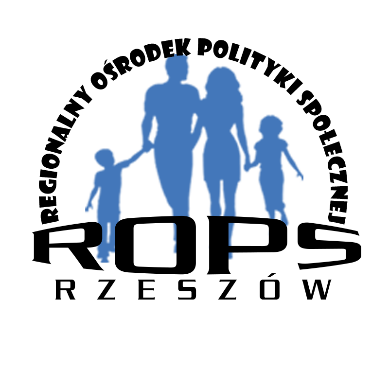 REGIONALNY OŚRODEK POLITYKI SPOŁECZNEJ
ROPS
RZESZÓW